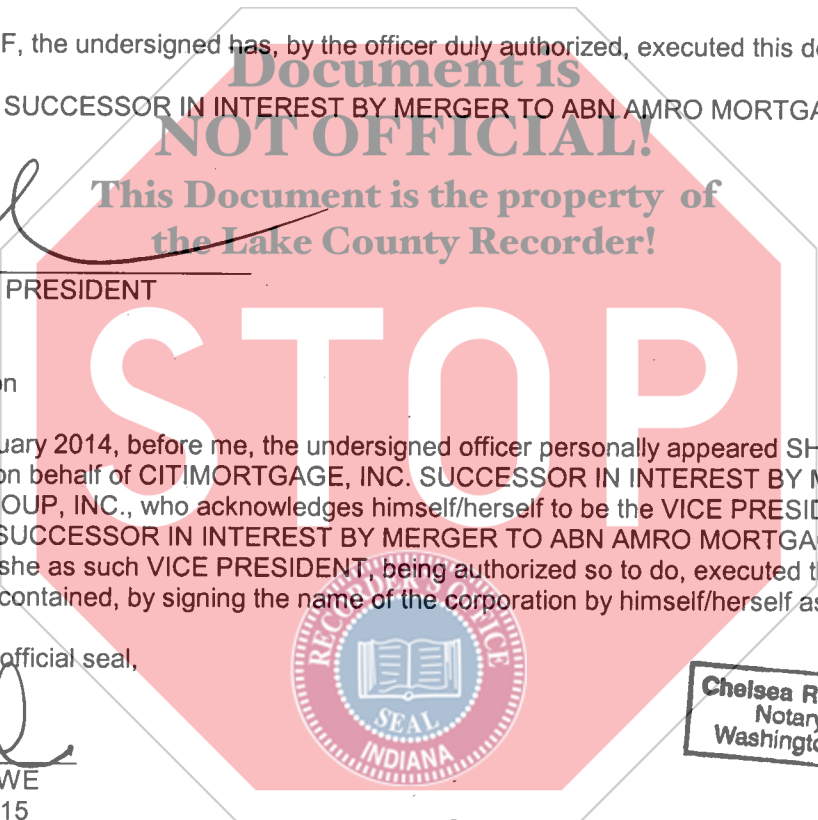 F, the undersigned has, by the officer duly authorized, executed this de
Document is
SUCCESSOR IN INTEREST BY MERGER TO ABN AMRO MORTGA
NOT OFFICIAL!
This Document is the property of
the Lake County Recorder!
PRESIDENT
STOP
on
uary 2014, before me, the undersigned officer personally appeared SH
on behalf of CITIMORTGAGE, INC. SUCCESSOR IN INTEREST BY M
OUP, INC., who acknowledges himself/herself to be the VICE PRESID
SUCCESSOR IN INTEREST BY MERGER TO ABN AMRO MORTGA
she as such VICE PRESIDENT, being authorized so to do, executed t
contained, by signing the name of the corporation by himself/herself as
RECORDER'S OFFICE
SEAL
INDIANA
official seal,
Chelsea R
Notary
Washingto
WE
15